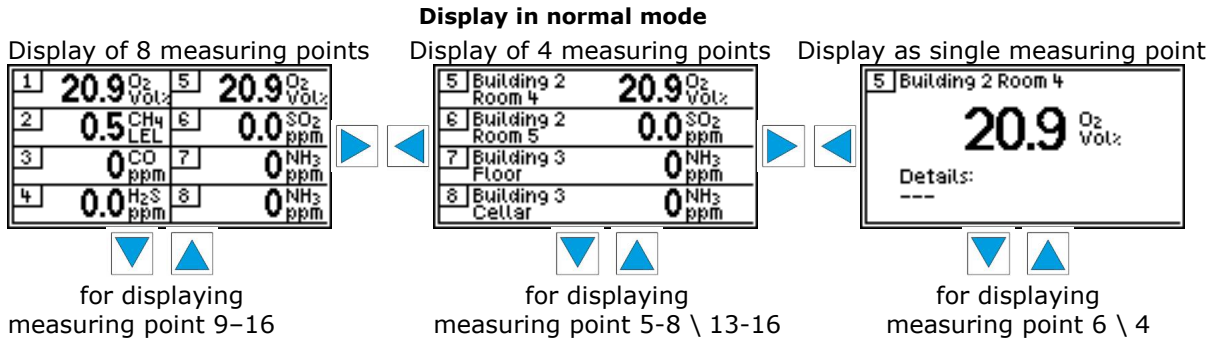 Display in normal mode
Display of 8 measuring points
1 20.9 O2 Vol% 5 20.9 O2 Vol%
2 0.5 CH4 LEL 6 0.0 SO2 ppm
3 0 CO ppm 7 0 NH3 ppm
4 0.0 H2S ppm 8 0 NH3 ppm
for displaying
measuring point 9–16
Display of 4 measuring points
5 Building 2 Room 4 20.9 O2 Vol%
6 Building 2 Room 5 0.0 SO2 ppm
7 Building 3 Floor 0 NH3 ppm
8 Building 3 Cellar 0 NH3 ppm
for displaying
measuring point 5-8 \ 13-16
Display as single measuring point
5 Building 2 Room 4
20.9 O2 Vol%
Details:
---
for displaying
measuring point 6 \ 4